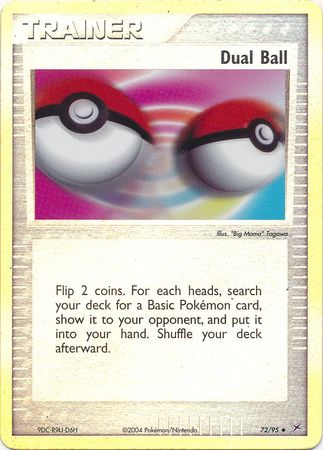 TRAINER
Dual Ball
Illus. "Big Mama" Tagawa
Flip 2 coins. For each heads, search
your deck for a Basic Pokémon card,
show it to your opponent, and put it
into your hand. Shuffle your deck
afterward.
9DC-R9U-D6H ©2004 Pokémon/Nintendo 72/95 ◆